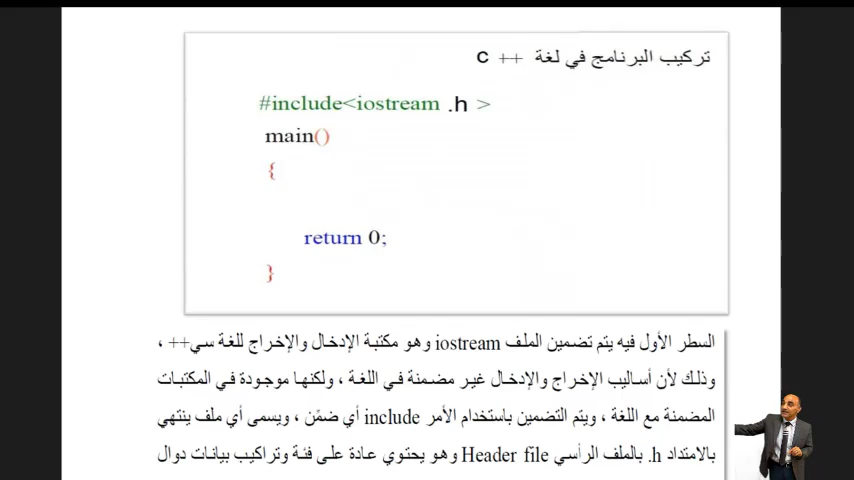 تركيب البرنامج في لغة ++ C
#include<iostream .h >
main()
{
return 0;
}
السطر الأول فيه يتم تضمين الملف iostream وهو مكتبة الإدخال والإخراج للغة سي++ ،
وذلك لأن أساليب الإخراج والإدخال غير مضمنة في اللغة ، ولكنها موجودة في المكتبات
المضمنة مع اللغة ، ويتم التضمين باستخدام الأمر include أي ضمّن ، ويسمى أي ملف ينتهي
بالامتداد .h بالملف الرأسي Header file وهو يحتوي عادة على فئة وتراكيب بيانات دوال